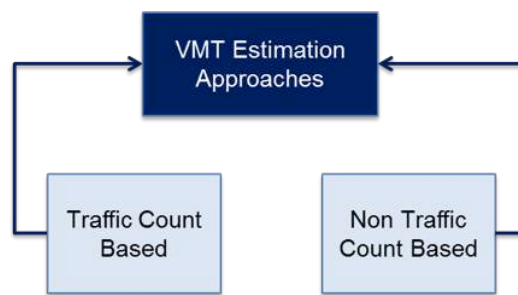 VMT Estimation
Approaches
Traffic Count
Based
Non Traffic
Count Based